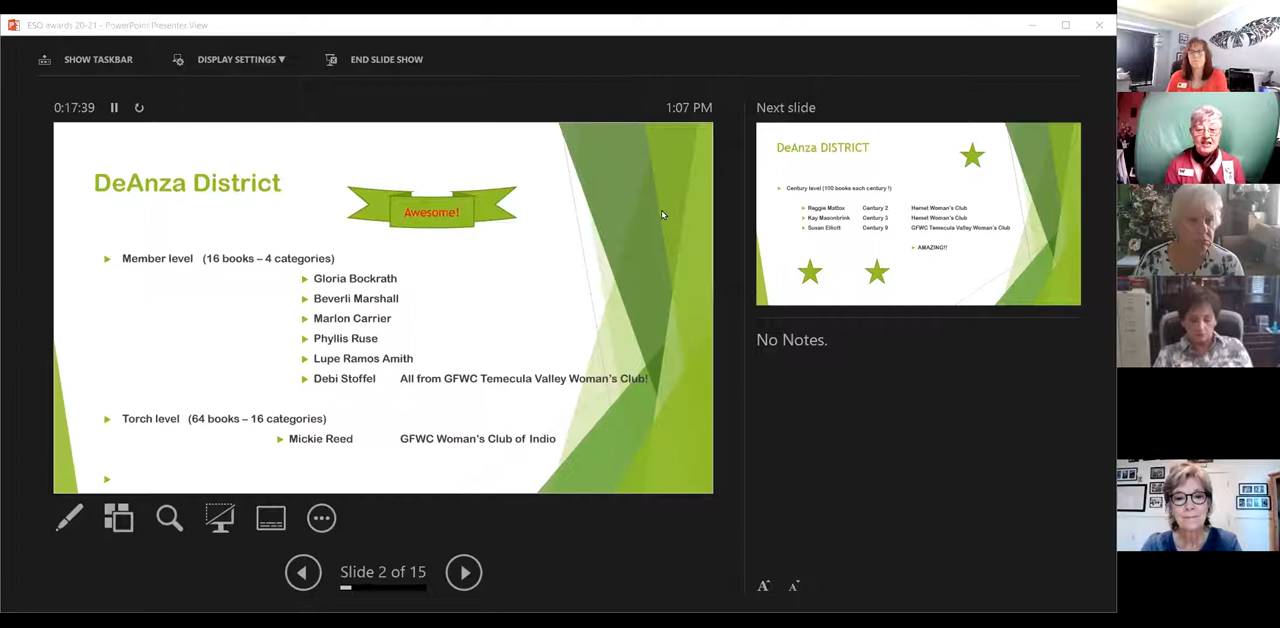 ESO awards 20-21 - PowerPoint Presenter View
SHOW TASKBAR
DISPLAY SETTINGS ▼
END SLIDE SHOW
0:17:39
1:07 PM
DeAnza District
Awesome!
Member level (16 books – 4 categories)
Gloria Bockrath
Beverli Marshall
Marlon Carrier
Phyllis Ruse
Lupe Ramos Amith
Debi Stoffel All from GFWC Temecula Valley Woman's Club!
Torch level (64 books – 16 categories)
Mickie Reed GFWC Woman's Club of Indio
Slide 2 of 15
Next slide
DeAnza DISTRICT
Century level (100 books each century !)
Reggie Mattox Century 2 Hemet Woman's Club
Kay Masonbrink Century 3 Hemet Woman's Club
Susan Elliott Century 9 GFWC Temecula Valley Woman's Club
AMAZING!!
No Notes.
A A